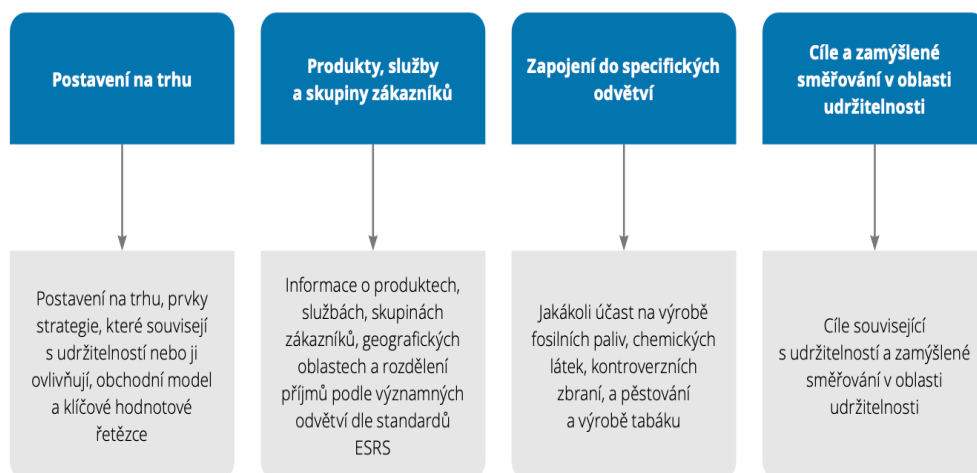 Postavení na trhu
Produkty, služby
a skupiny zákazníků
Zapojení do specifických
odvětví
Cíle a zamýšlené
směřování v oblasti
udržitelnosti
Postavení na trhu, prvky
strategie, které souvisejí
s udržitelností nebo ji
ovlivňují, obchodní model
a klíčové hodnotové
řetězce
Informace o produktech,
službách, skupinách
zákazníků, geografických
oblastech a rozdělení
příjmů podle významných
odvětví dle standardů
ESRS
Jakákoli účast na výrobě
fosilních paliv, chemických
látek, kontroverzních
zbraní, a pěstování
a výrobě tabáku
Cíle související
s udržitelností a zamýšlené
směřování v oblasti
udržitelnosti